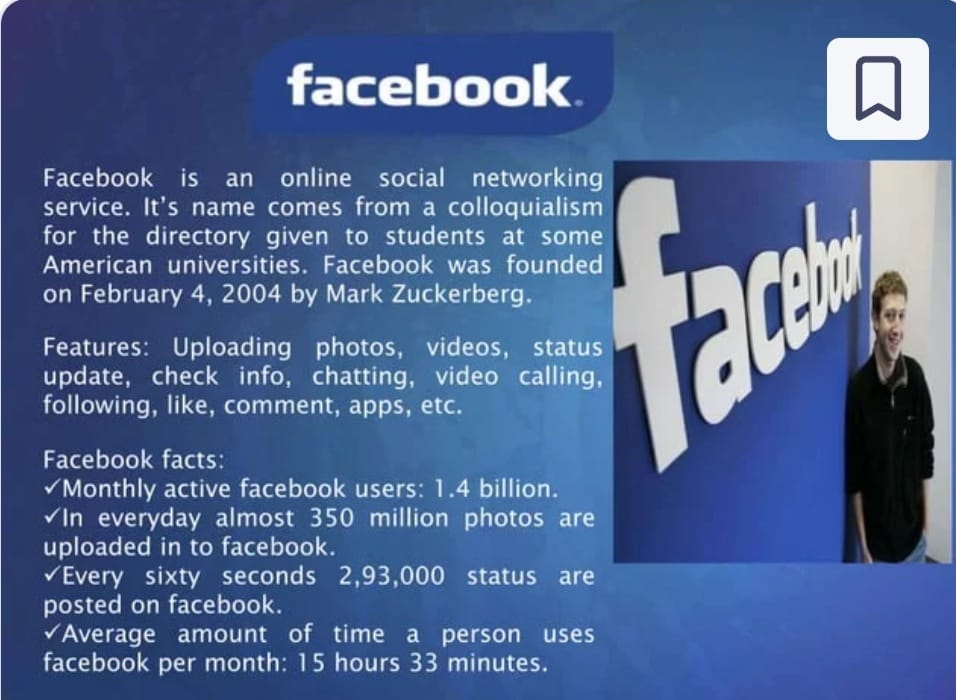 facebook.
Facebook is an online social networking
service. It's name comes from a colloquialism
for the directory given to students at some
American universities. Facebook was founded
on February 4, 2004 by Mark Zuckerberg.
Features: Uploading photos, videos, status
update, check info, chatting, video calling,
following, like, comment, apps, etc.
Facebook facts:
✓Monthly active facebook users: 1.4 billion.
✓In everyday almost 350 million photos are
uploaded in to facebook.
✓Every sixty seconds 2,93,000 status are
posted on facebook.
✓Average amount of time a person uses
facebook per month: 15 hours 33 minutes.
facebook